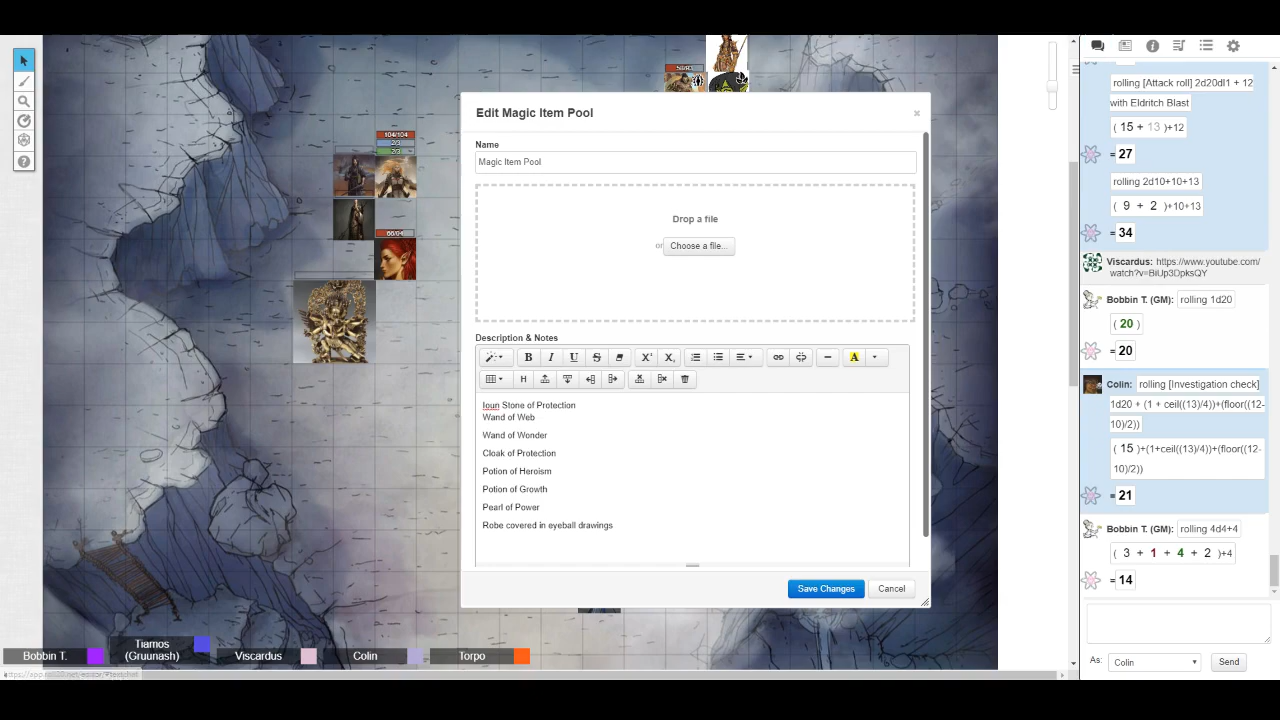 Edit Magic Item Pool
×
Name
Magic Item Pool
Drop a file
or Choose a file...
Description & Notes
Ioun Stone of Protection
Wand of Web
Wand of Wonder
Cloak of Protection
Potion of Heroism
Potion of Growth
Pearl of Power
Robe covered in eyeball drawings
Save Changes
Cancel
104/104
2/3
2/3
Bobbin T.
Tiamos
(Gruunash)
Viscardus
Colin
Torpo
rolling [Attack roll] 2d20dl1 + 12
with Eldritch Blast
( 15 + 13 )+12
= 27
rolling 2d10+10+13
( 9 + 2 )+10+13
= 34
Viscardus: https://www.youtube.com/
watch?v=BiUp3DpksQY
Bobbin T. (GM): rolling 1d20
( 20 )
= 20
Colin: rolling [Investigation check]
1d20 + (1 + ceil((13)/4))+(floor((12-
10)/2))
( 15 )+(1+ceil((13)/4))+(floor((12-
10)/2))
= 21
Bobbin T. (GM): rolling 4d4+4
( 3 + 1 + 4 + 2 )+4
= 14
As: Colin
Send